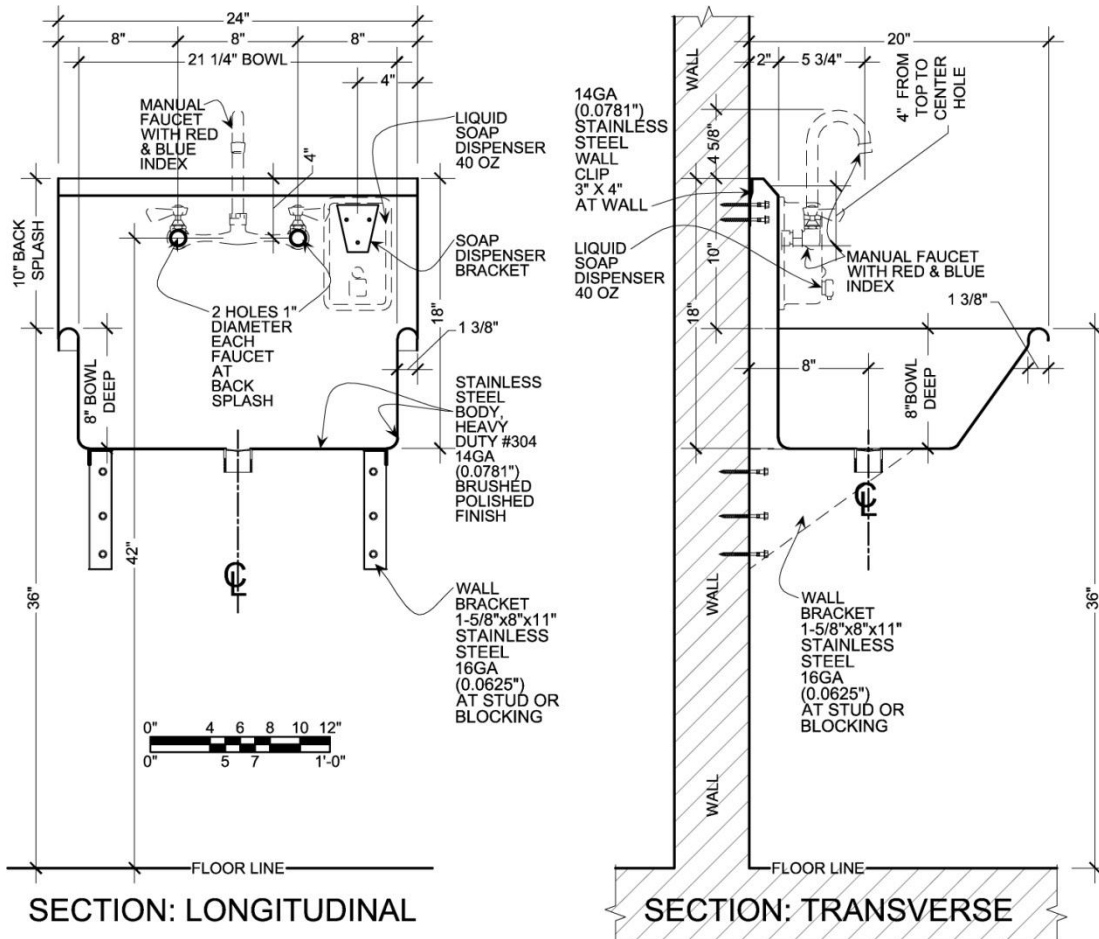 24"
8"
8"
8"
21 1/4" BOWL
4"
MANUAL
FAUCET
WITH RED
& BLUE
INDEX
4"
LIQUID
SOAP
DISPENSER
40 OZ
10" BACK
SPLASH
SOAP
DISPENSER
BRACKET
2 HOLES 1"
DIAMETER
EACH
FAUCET
AT
BACK
SPLASH
18"
1 3/8"
8" BOWL
DEEP
STAINLESS
STEEL
BODY,
HEAVY
DUTY #304
14GA
(0.0781")
BRUSHED
POLISHED
FINISH
42"
36"
CL
WALL
BRACKET
1-5/8"x8"x11"
STAINLESS
STEEL
16GA
(0.0625")
AT STUD OR
BLOCKING
0" 4 6 8 10 12"
0" 5 7 1'-0"
FLOOR LINE
SECTION: LONGITUDINAL
WALL
20"
2"
5 3/4"
4" FROM
TOP TO
CENTER
HOLE
14GA
(0.0781")
STAINLESS
STEEL
WALL
CLIP
3" X 4"
AT WALL
4 5/8"
LIQUID
SOAP
DISPENSER
40 OZ
10"
18"
MANUAL FAUCET
WITH RED & BLUE
INDEX
1 3/8"
8"
8"BOWL
DEEP
CL
WALL
WALL
BRACKET
1-5/8"x8"x11"
STAINLESS
STEEL
16GA
(0.0625")
AT STUD OR
BLOCKING
36"
WALL
FLOOR LINE
SECTION: TRANSVERSE